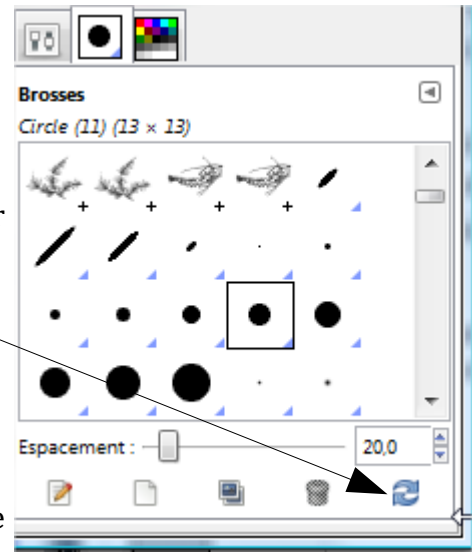 Brosses
Circle (11) (13 × 13)
r
Espacement :
20,0
e